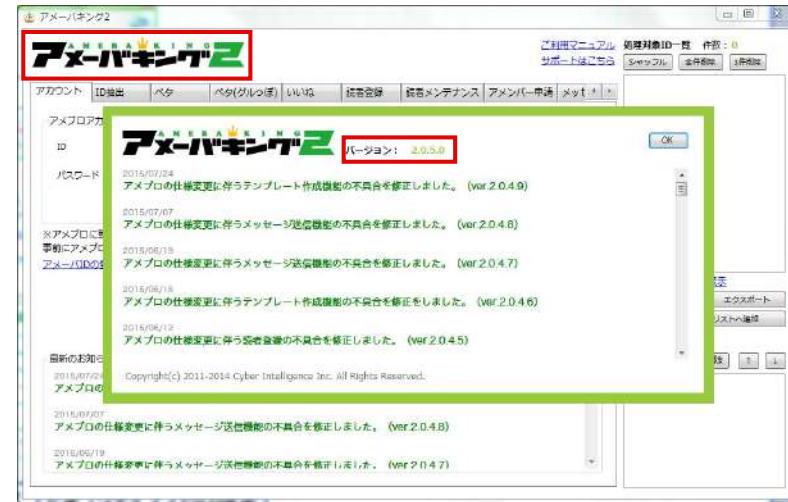 アメーバキング2
AMEBAKING
アメーバキング2
ご利用マニュアル
サポートはこちら
処理対象ID一覧 件数：0
シャッフル 全件削除 1件削除
アカウント ID抽出 ペタ ペタ(グルっぽ) いいね 読者登録 読者メンテナンス アメンバー申請 メッ
アメブロアカ
ID
パスワード
※アメブロに
事前にアメブ
アメーバIDの
AMEBAKING
アメーバキング2
バージョン： 2.0.5.0
OK
2015/07/24
アメブロの仕様変更に伴うテンプレート作成機能の不具合を修正しました。 (ver.2.0.4.9)
2015/07/07
アメブロの仕様変更に伴うメッセージ送信機能の不具合を修正しました。 (ver.2.0.4.8)
2015/06/19
アメブロの仕様変更に伴うメッセージ送信機能の不具合を修正しました。 (ver.2.0.4.7)
2015/06/16
アメブロの仕様変更に伴うテンプレート作成機能の不具合を修正をしました。 (ver.2.0.4.6)
2015/06/12
アメブロの仕様変更に伴う読者登録の不具合を修正しました。 (ver.2.0.4.5)
Copyright(c) 2011-2014 Cyber Intelligence Inc. All Rights Reserved.
エクスポート
リストへ追加
最新のお知ら
2015/07/2
アメブロの
2015/07/07
アメブロの仕様変更に伴うメッセージ送信機能の不具合を修正しました。 (ver.2.0.4.8)
2015/06/19
アメブロの仕様変更に伴うメッセージ送信機能の不具合を修正しました。 (ver.2.0.4.7)